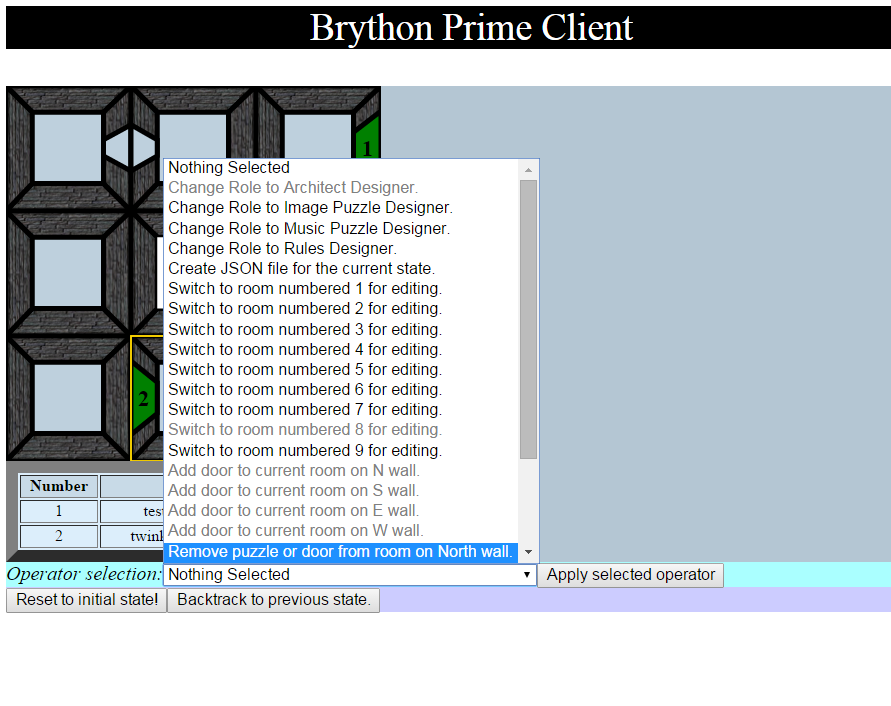 Brython Prime Client
1
Nothing Selected
Change Role to Architect Designer.
Change Role to Image Puzzle Designer.
Change Role to Music Puzzle Designer.
Change Role to Rules Designer.
Create JSON file for the current state.
Switch to room numbered 1 for editing.
Switch to room numbered 2 for editing.
Switch to room numbered 3 for editing.
Switch to room numbered 4 for editing.
Switch to room numbered 5 for editing.
Switch to room numbered 6 for editing.
Switch to room numbered 7 for editing.
Switch to room numbered 8 for editing.
Switch to room numbered 9 for editing.
Add door to current room on N wall.
Add door to current room on S wall.
Add door to current room on E wall.
Add door to current room on W wall.
Remove puzzle or door from room on North wall.
2
Number
1
2
Operator selection: Nothing Selected Apply selected operator
Reset to initial state! Backtrack to previous state.